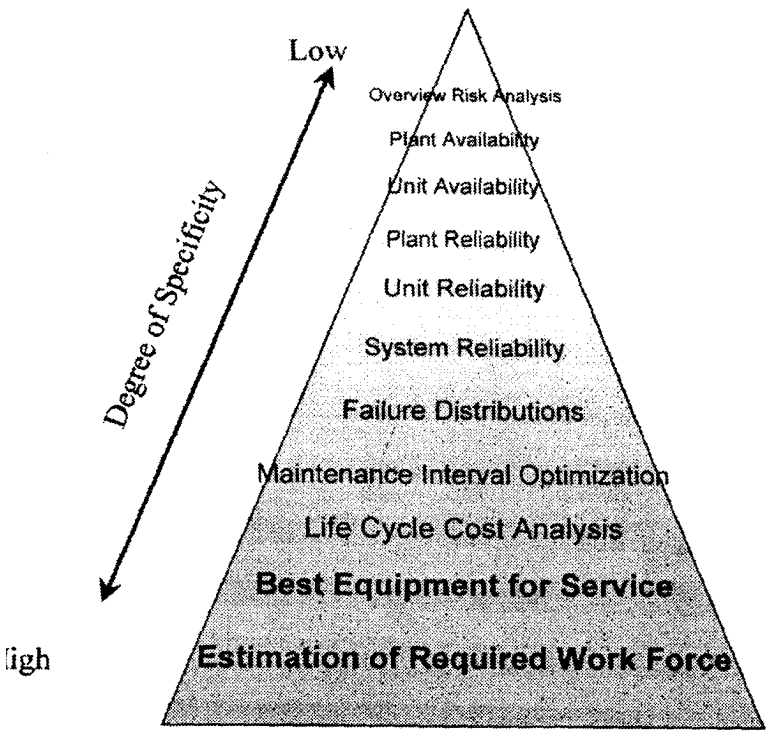 Low
Overview Risk Analysis
Plant Availability
Unit Availability
Plant Reliability
Unit Reliability
System Reliability
Failure Distributions
Maintenance Interval Optimization
Life Cycle Cost Analysis
Best Equipment for Service
Estimation of Required Work Force
Degree of Specificity
igh